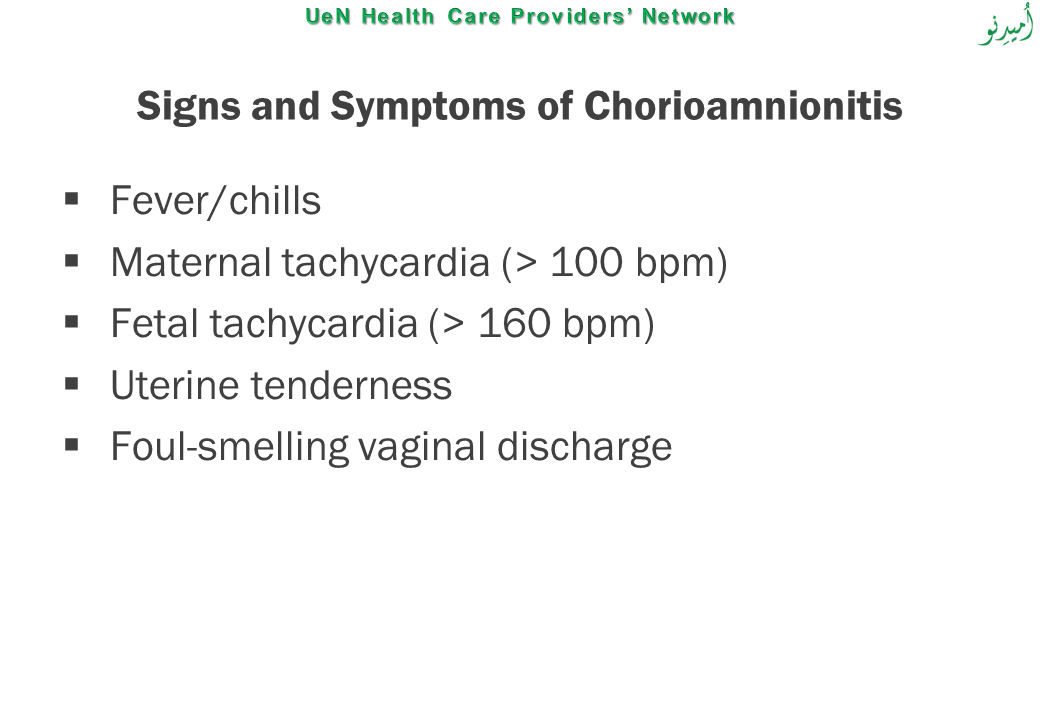 UeN Health Care Providers’ Network
اُميدِنو
Signs and Symptoms of Chorioamnionitis
▪ Fever/chills
▪ Maternal tachycardia (> 100 bpm)
▪ Fetal tachycardia (> 160 bpm)
▪ Uterine tenderness
▪ Foul-smelling vaginal discharge